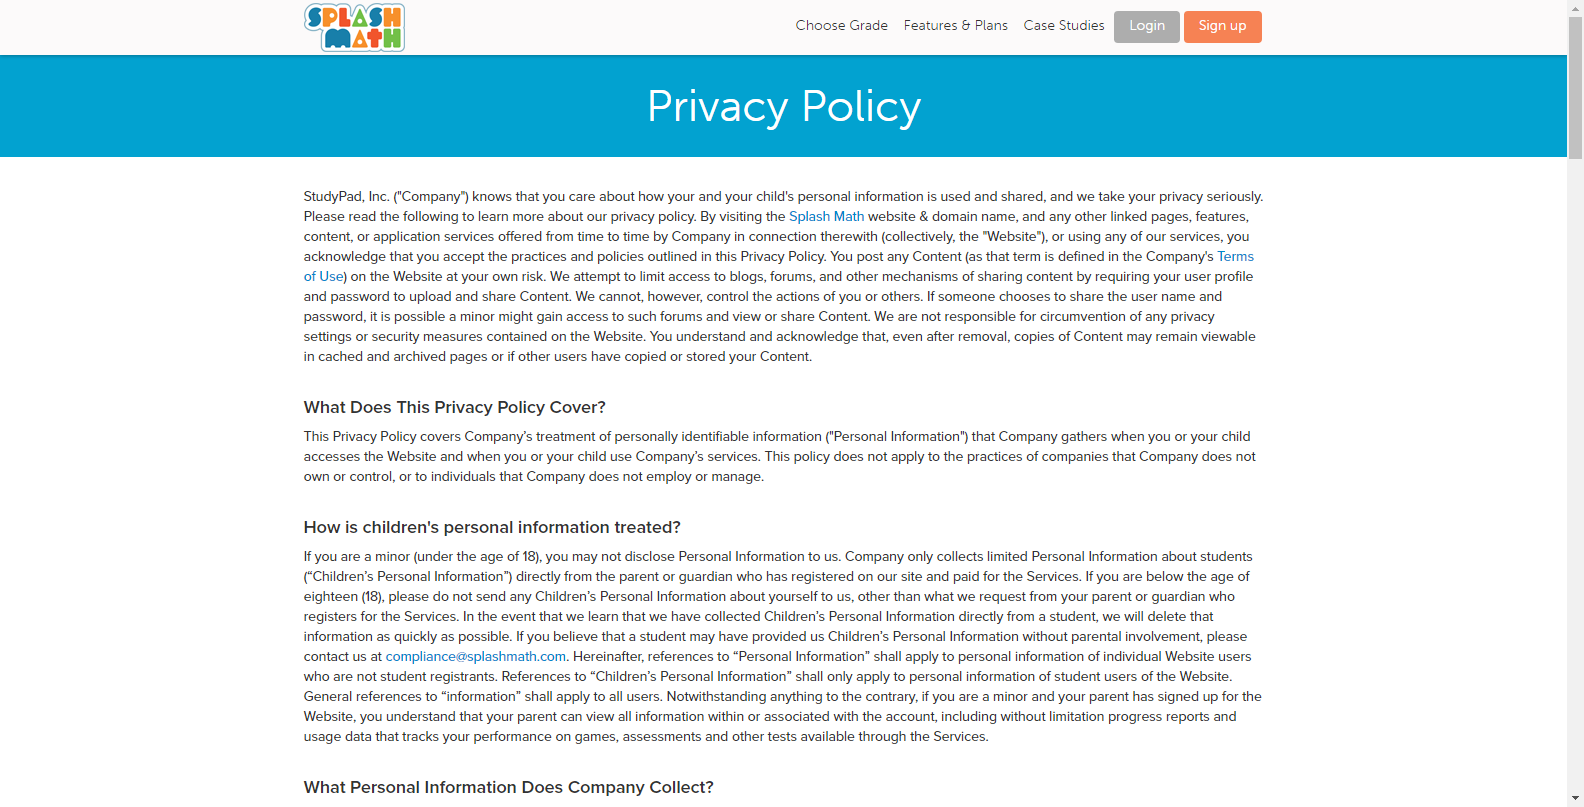 SPLASH
MATH
Choose Grade
Features & Plans
Case Studies
Login
Sign up
Privacy Policy
StudyPad, Inc. ("Company") knows that you care about how your and your child's personal information is used and shared, and we take your privacy seriously.
Please read the following to learn more about our privacy policy. By visiting the Splash Math website & domain name, and any other linked pages, features,
content, or application services offered from time to time by Company in connection therewith (collectively, the "Website"), or using any of our services, you
acknowledge that you accept the practices and policies outlined in this Privacy Policy. You post any Content (as that term is defined in the Company's Terms
of Use) on the Website at your own risk. We attempt to limit access to blogs, forums, and other mechanisms of sharing content by requiring your user profile
and password to upload and share Content. We cannot, however, control the actions of you or others. If someone chooses to share the user name and
password, it is possible a minor might gain access to such forums and view or share Content. We are not responsible for circumvention of any privacy
settings or security measures contained on the Website. You understand and acknowledge that, even after removal, copies of Content may remain viewable
in cached and archived pages or if other users have copied or stored your Content.
What Does This Privacy Policy Cover?
This Privacy Policy covers Company’s treatment of personally identifiable information ("Personal Information") that Company gathers when you or your child
accesses the Website and when you or your child use Company’s services. This policy does not apply to the practices of companies that Company does not
own or control, or to individuals that Company does not employ or manage.
How is children's personal information treated?
If you are a minor (under the age of 18), you may not disclose Personal Information to us. Company only collects limited Personal Information about students
(“Children’s Personal Information”) directly from the parent or guardian who has registered on our site and paid for the Services. If you are below the age of
eighteen (18), please do not send any Children’s Personal Information about yourself to us, other than what we request from your parent or guardian who
registers for the Services. In the event that we learn that we have collected Children’s Personal Information directly from a student, we will delete that
information as quickly as possible. If you believe that a student may have provided us Children’s Personal Information without parental involvement, please
contact us at compliance@splashmath.com. Hereinafter, references to “Personal Information” shall apply to personal information of individual Website users
who are not student registrants. References to “Children’s Personal Information” shall only apply to personal information of student users of the Website.
General references to “information” shall apply to all users. Notwithstanding anything to the contrary, if you are a minor and your parent has signed up for the
Website, you understand that your parent can view all information within or associated with the account, including without limitation progress reports and
usage data that tracks your performance on games, assessments and other tests available through the Services.
What Personal Information Does Company Collect?